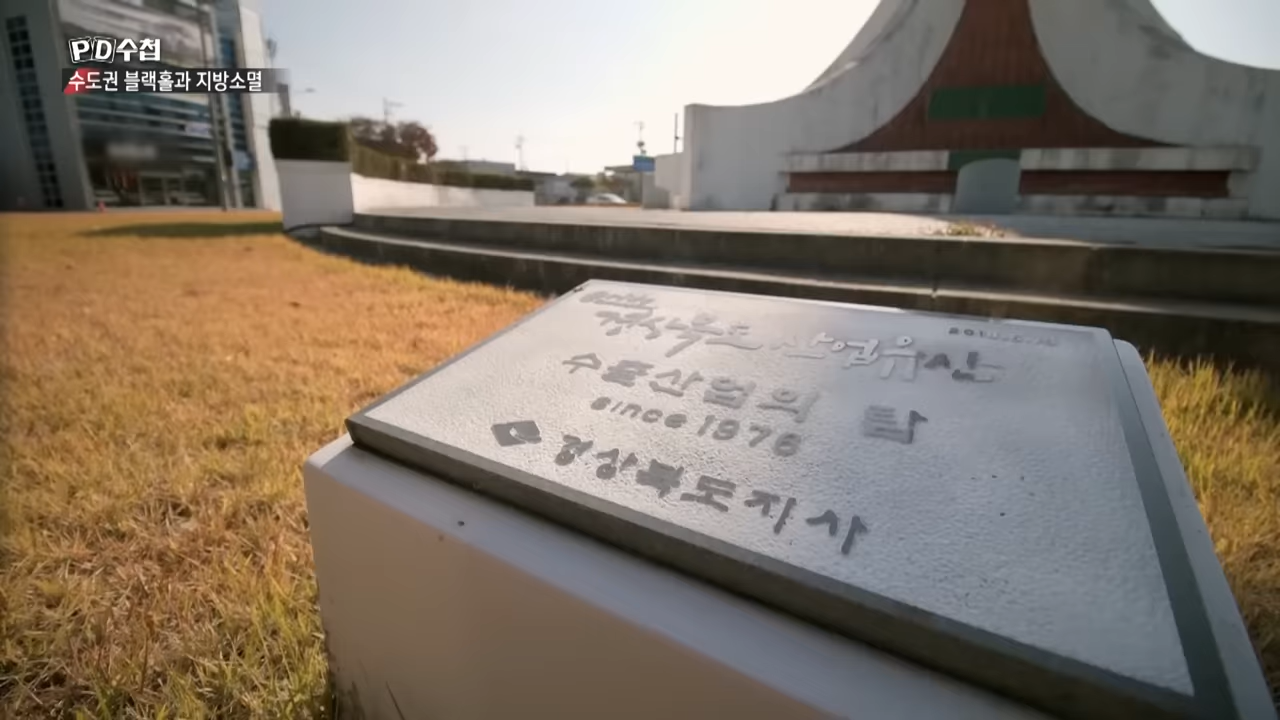 PD수첩
수도권 블랙홀과 지방소멸
경상북도 산업유산
수출산업의 탑
since 1976
경상북도지사